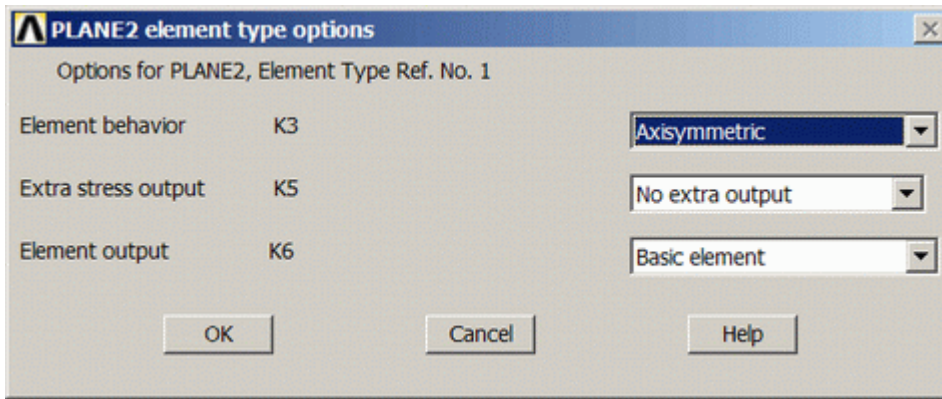 PLANE2 element type options
Options for PLANE2, Element Type Ref. No. 1
Element behavior K3 Axisymmetric
Extra stress output K5 No extra output
Element output K6 Basic element
OK Cancel Help